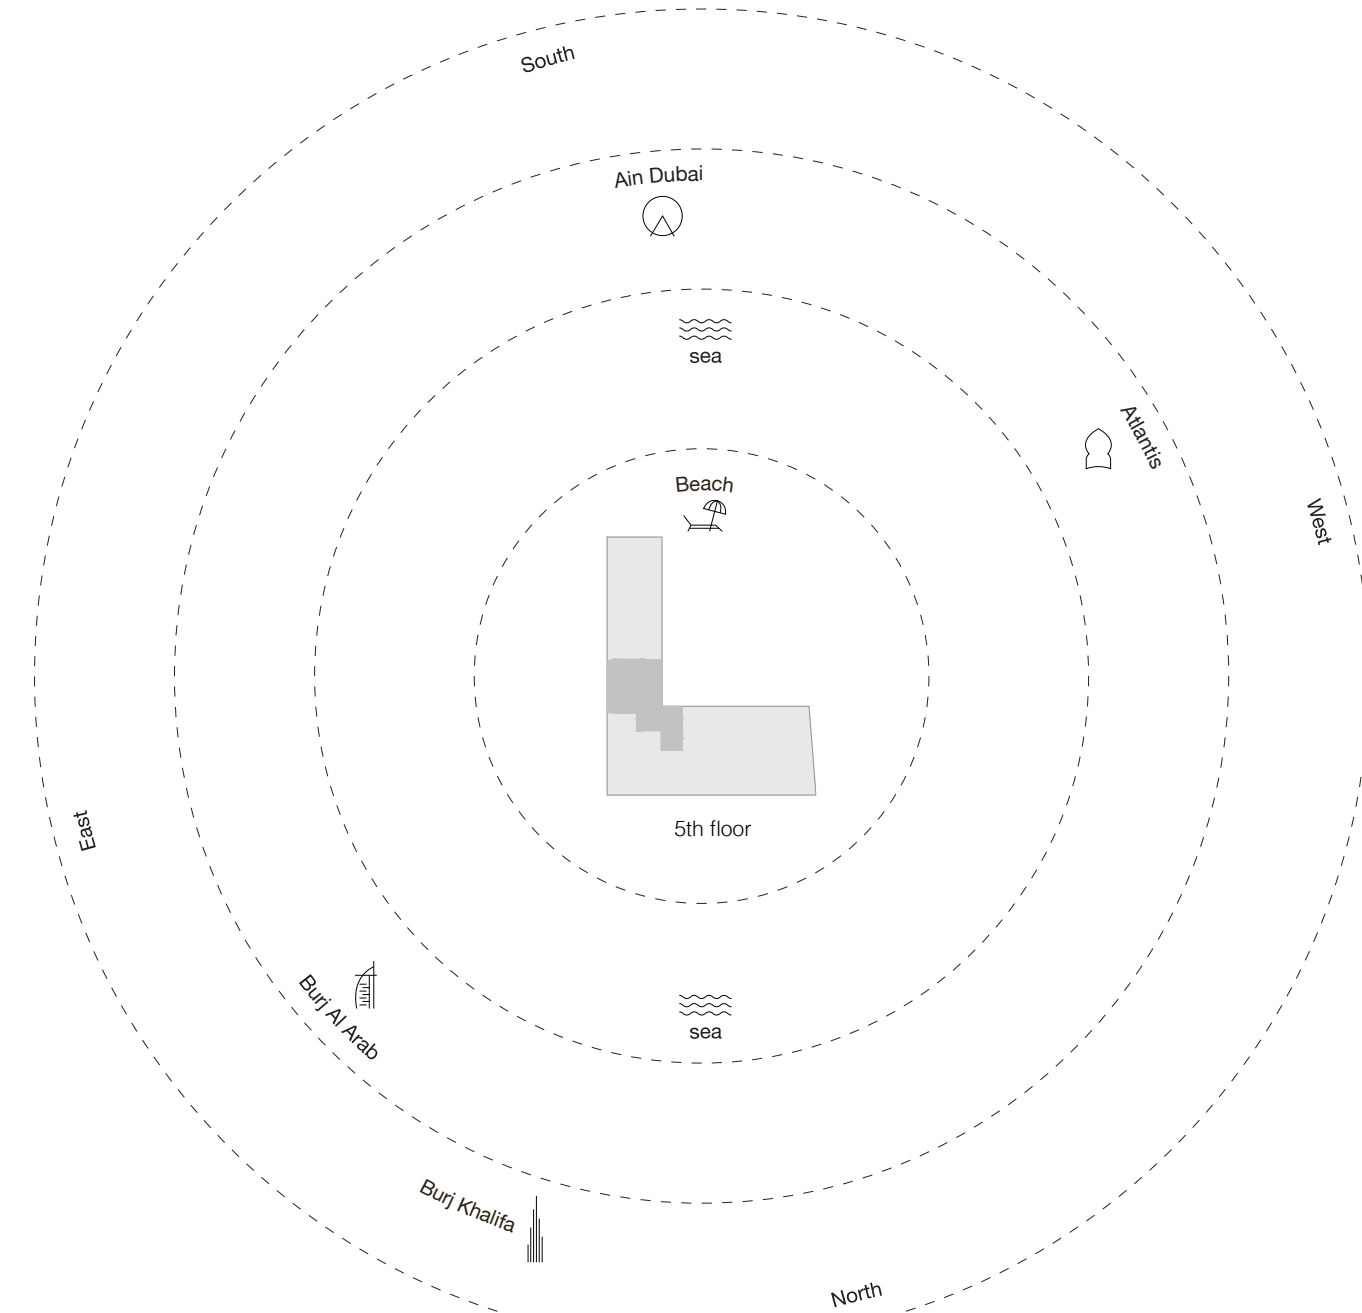 South
Ain Dubai
sea
Atlantis
Beach
West
East
5th floor
Burj Al Arab
sea
Burj Khalifa
North